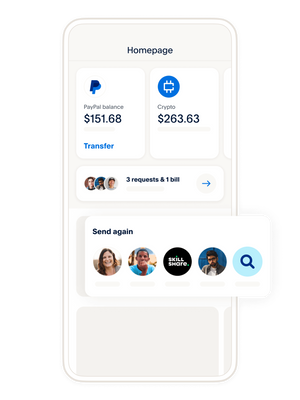 Homepage
PayPal balance
$151.68
Transfer
Crypto
$263.63
3 requests & 1 bill
Send again
SKiLL
SHaRe.